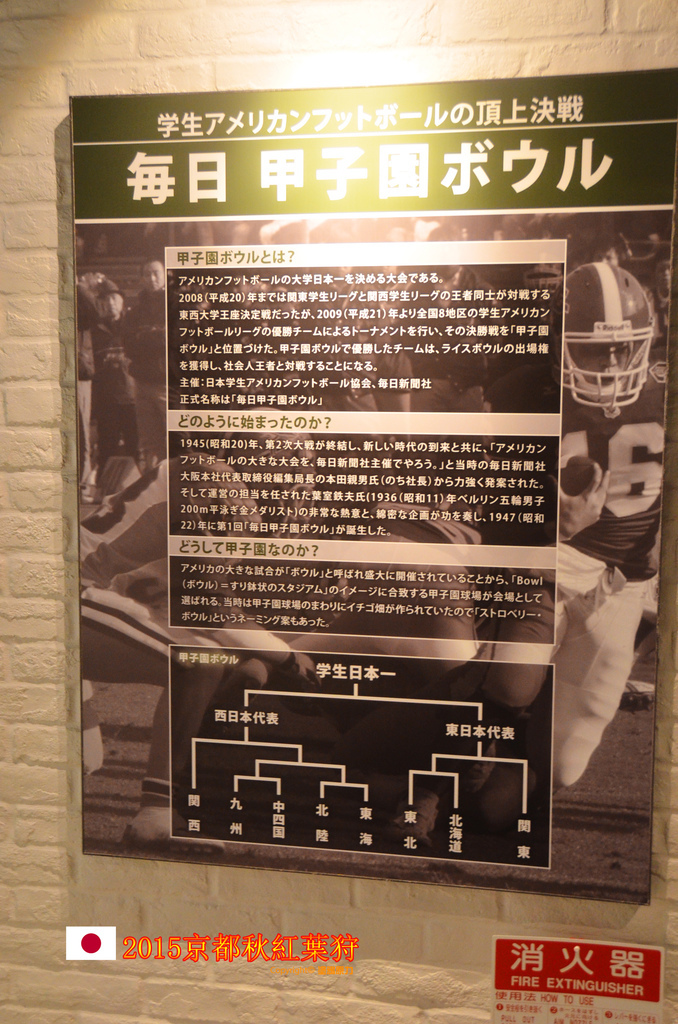 学生アメリカンフットボールの頂上決戦
毎日 甲子園ボウル
甲子園ボウルとは？
アメリカンフットボールの大学日本一を決める大会である。
2008（平成20）年までは関東学生リーグと関西学生リーグの王者同士が対戦する
東西大学王座決定戦だったが、2009（平成21）年より全国8地区の学生アメリカン
フットボールリーグの優勝チームによるトーナメントを行い、その決勝戦を「甲子園
ボウル」と位置づけた。甲子園ボウルで優勝したチームは、ライスボウルの出場権
を獲得し、社会人王者と対戦することになる。
主催：日本学生アメリカンフットボール協会、毎日新聞社
正式名称は「毎日甲子園ボウル」
どのように始まったのか？
1945（昭和20）年、第2次大戦が終結し、新しい時代の到来と共に、「アメリカン
フットボールの大きな大会を、毎日新聞社主催でやろう。」と当時の毎日新聞社
大阪本社代表取締役編集局長の本田親男氏（のち社長）から力強く発案された。
そして運営の担当を任された葉室鉄夫氏（1936（昭和11）年ベルリン五輪男子
200m平泳ぎ金メダリスト）の非常な熱意と、綿密な企画が功を奏し、1947（昭和
22）年に第1回「毎日甲子園ボウル」が誕生した。
どうして甲子園なのか？
アメリカの大きな試合が「ボウル」と呼ばれ盛大に開催されていることから、「Bowl
（ボウル）＝すり鉢状のスタジアム」のイメージに合致する甲子園球場が会場として
選ばれる。当時は甲子園球場のまわりにイチゴ畑が作られていたので「ストロベリー・
ボウル」というネーミング案もあった。
甲子園ボウル
学生日本一
西日本代表
東日本代表
関西
九州
中四国
北陸
東海
東北
北海道
関東
Riddell
16
2015京都秋紅葉狩
消火器
FIRE EXTINGUISHER
使用法 HOW TO USE
PULL OUT